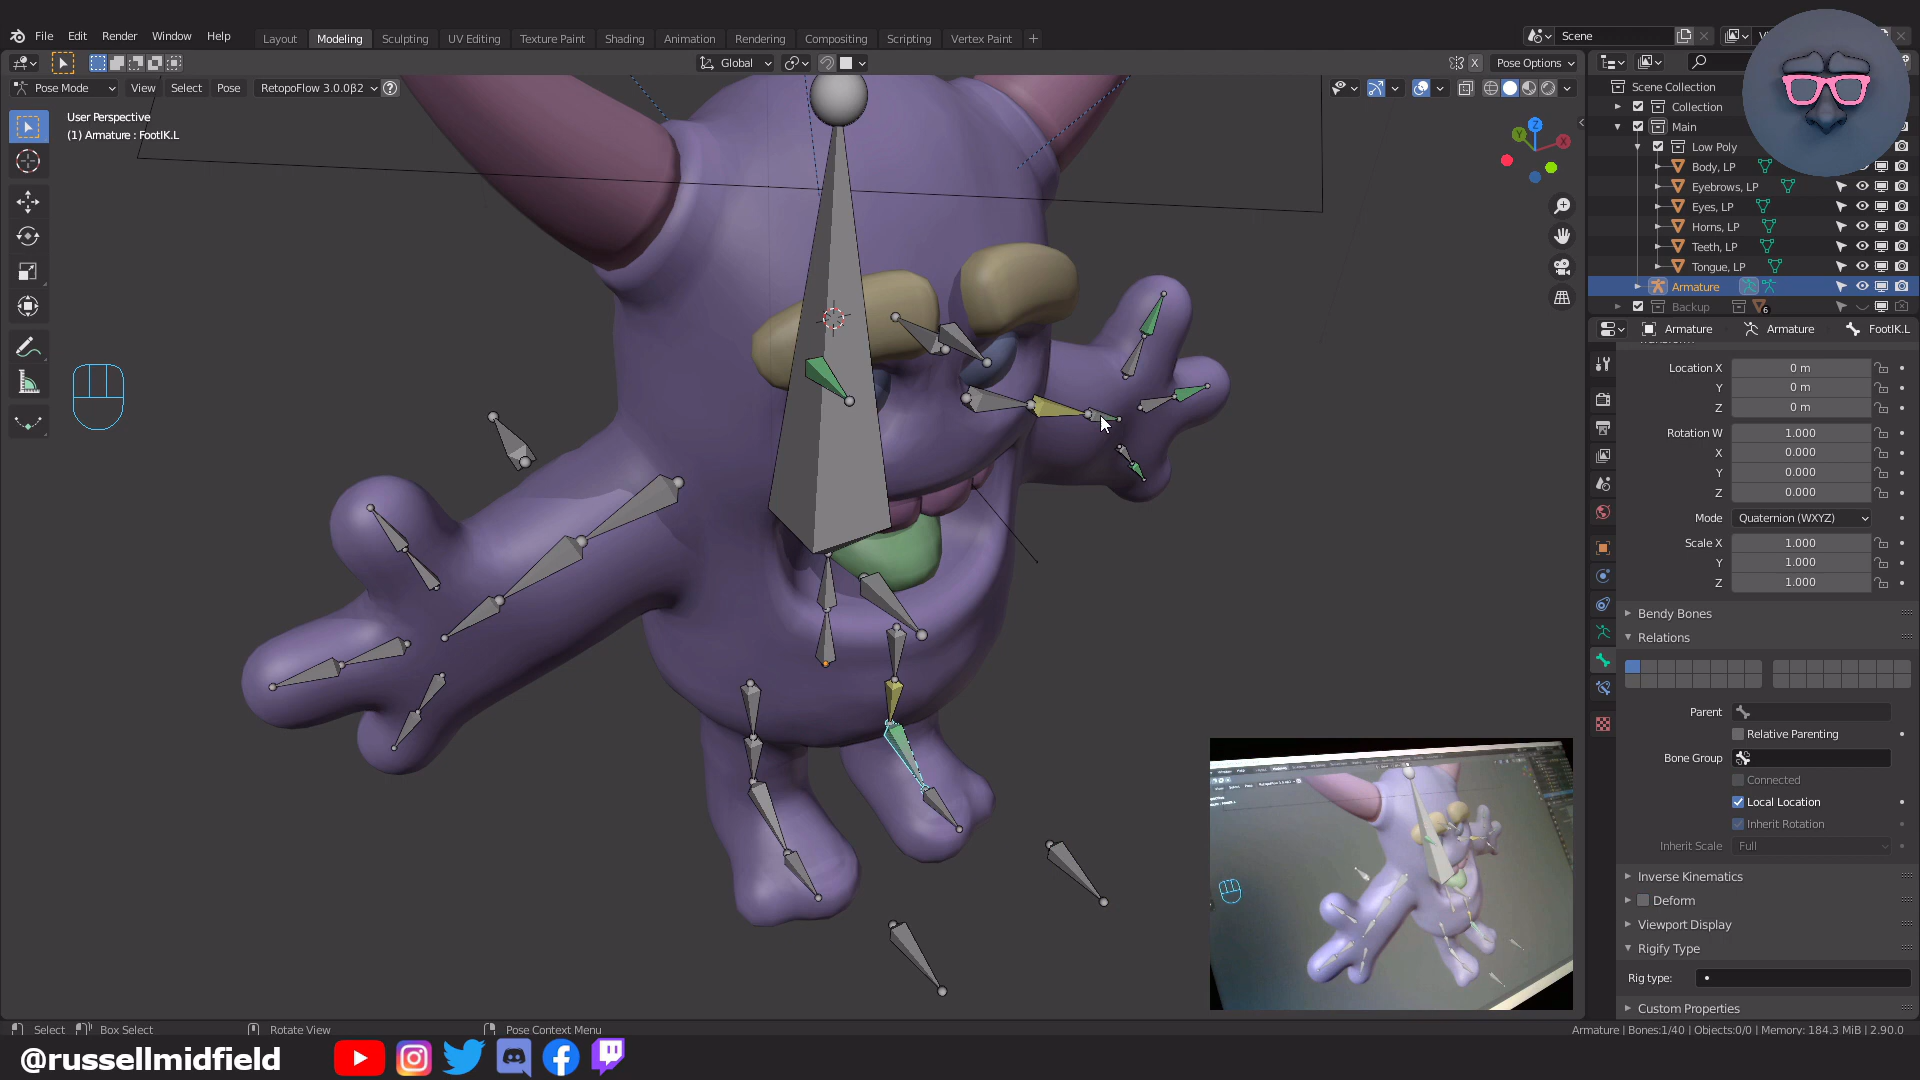 File Edit Render Window Help
Layout Modeling Sculpting UV Editing Texture Paint Shading Animation Rendering Compositing Scripting Vertex Paint +
Scene
Global
X Pose Options
Pose Mode View Select Pose RetopoFlow 3.0.0β2 ?
User Perspective
(1) Armature : FootIK.L
Z
Y
X
Scene Collection
Collection
Main
Low Poly
Body, LP
Eyebrows, LP
Eyes, LP
Horns, LP
Teeth, LP
Tongue, LP
Armature
Backup 6
Armature Armature FootIK.L
Location X 0 m
Y 0 m
Z 0 m
Rotation W 1.000
X 0.000
Y 0.000
Z 0.000
Mode Quaternion (WXYZ)
Scale X 1.000
Y 1.000
Z 1.000
Bendy Bones
Relations
Parent
Relative Parenting
Bone Group
Connected
Local Location
Inherit Rotation
Inherit Scale Full
Inverse Kinematics
Deform
Viewport Display
Rigify Type
Rig type:
Custom Properties
Select Box Select Rotate View Pose Context Menu
Armature | Bones:1/40 | Objects:0/0 | Memory: 184.3 MiB | 2.90.0
@russellmidfield